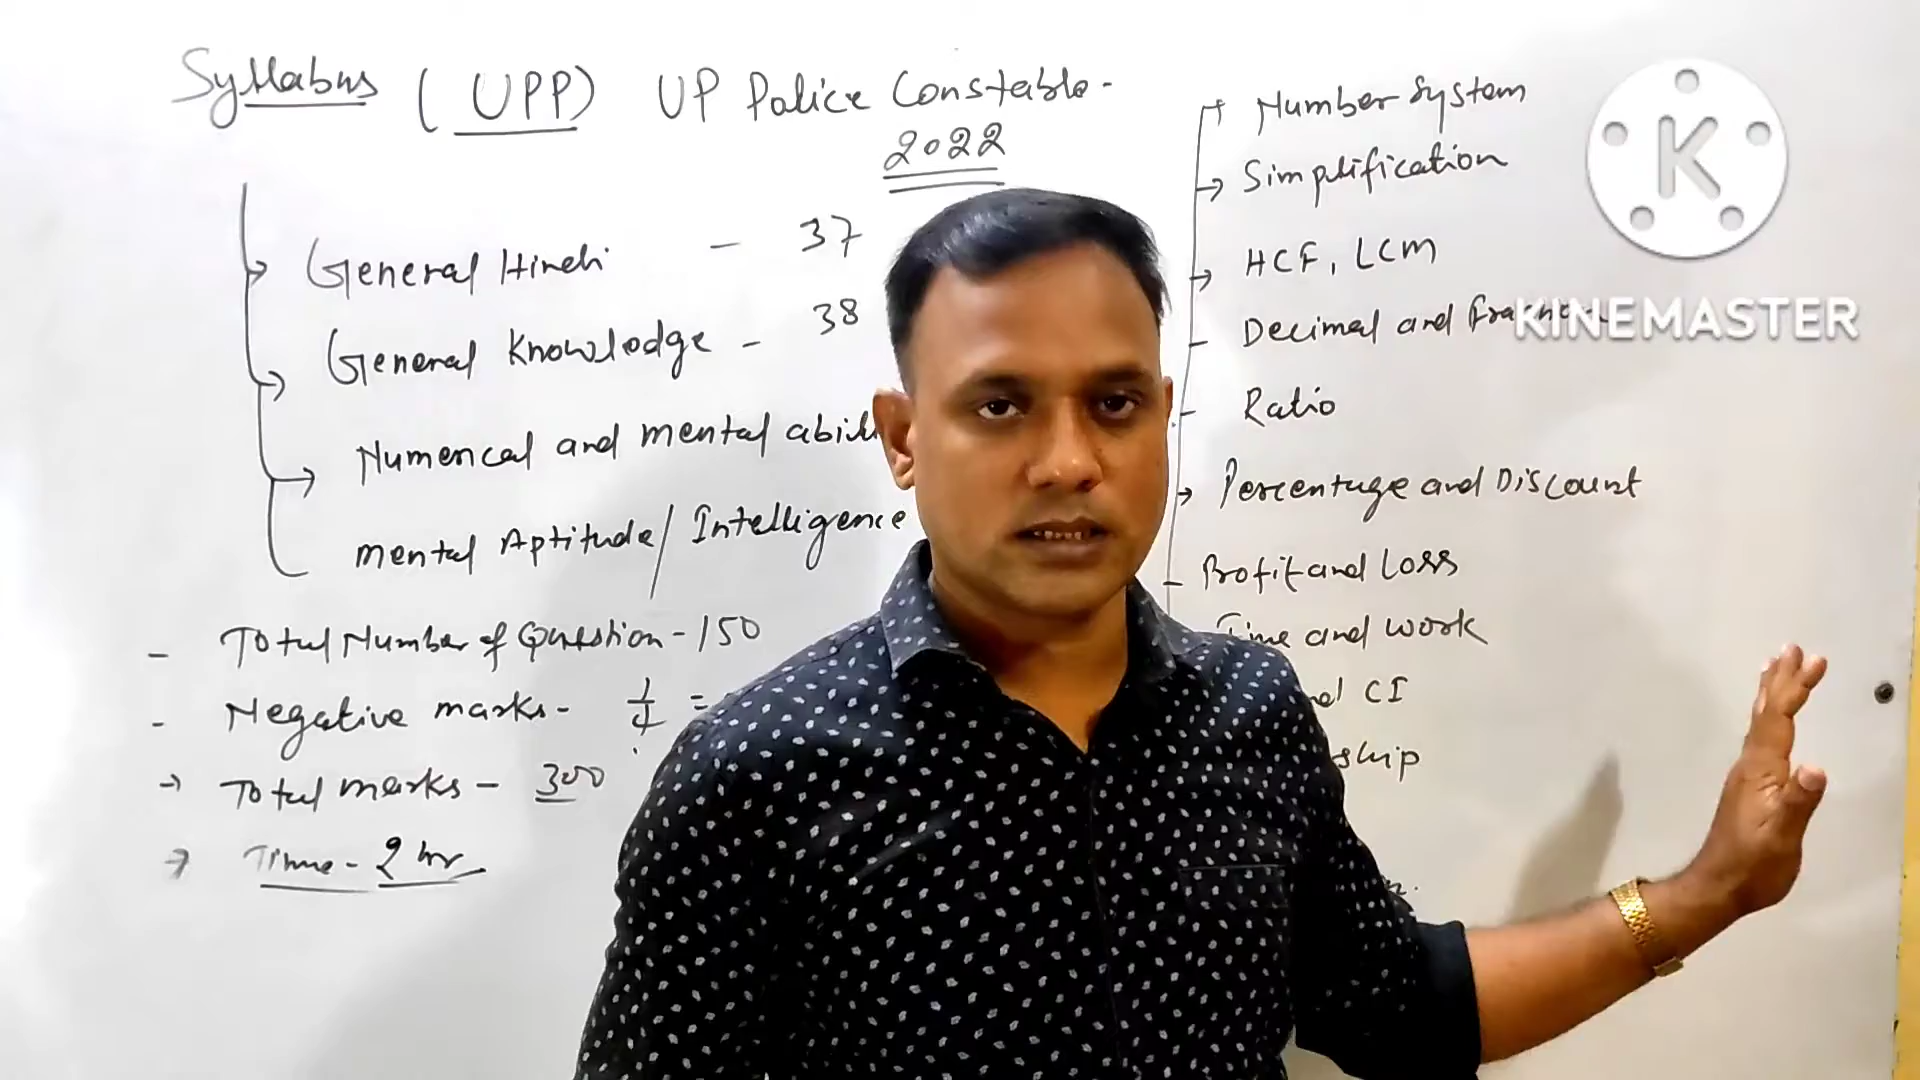 Syllabus (UPP) UP Police Constable-
2022
General Hindi - 37
General Knowledge - 38
Numerical and mental
mental Aptitude/Intelligence
- Total Number of Question-150
- Negative marks- 1/4 =
→ Total marks - 300
→ Time - 2 hr
→ Number System
→ Simplification
→ HCF, LCM
- Decimal and
- Ratio
→ Percentage and Discount
- Profit and Loss
Time and work
CI
K
KINEMASTER